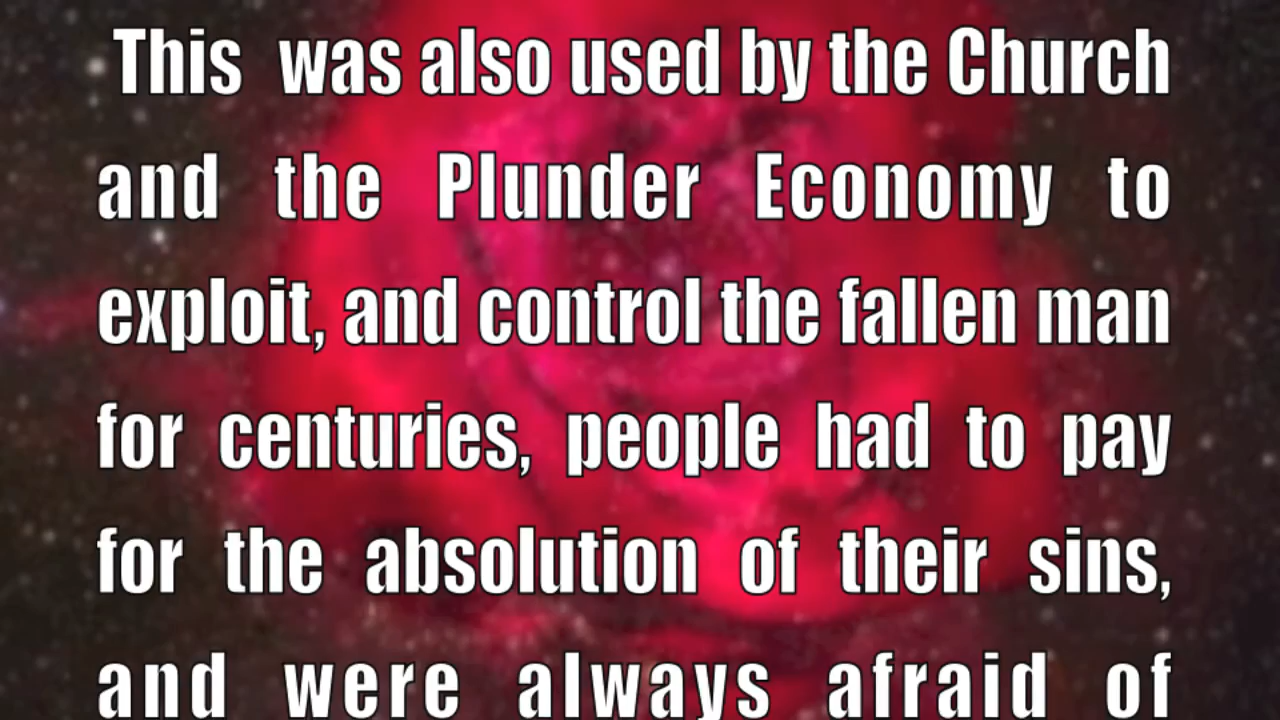 This was also used by the Church
and the Plunder Economy to
exploit, and control the fallen man
for centuries, people had to pay
for the absolution of their sins,
and were always afraid of